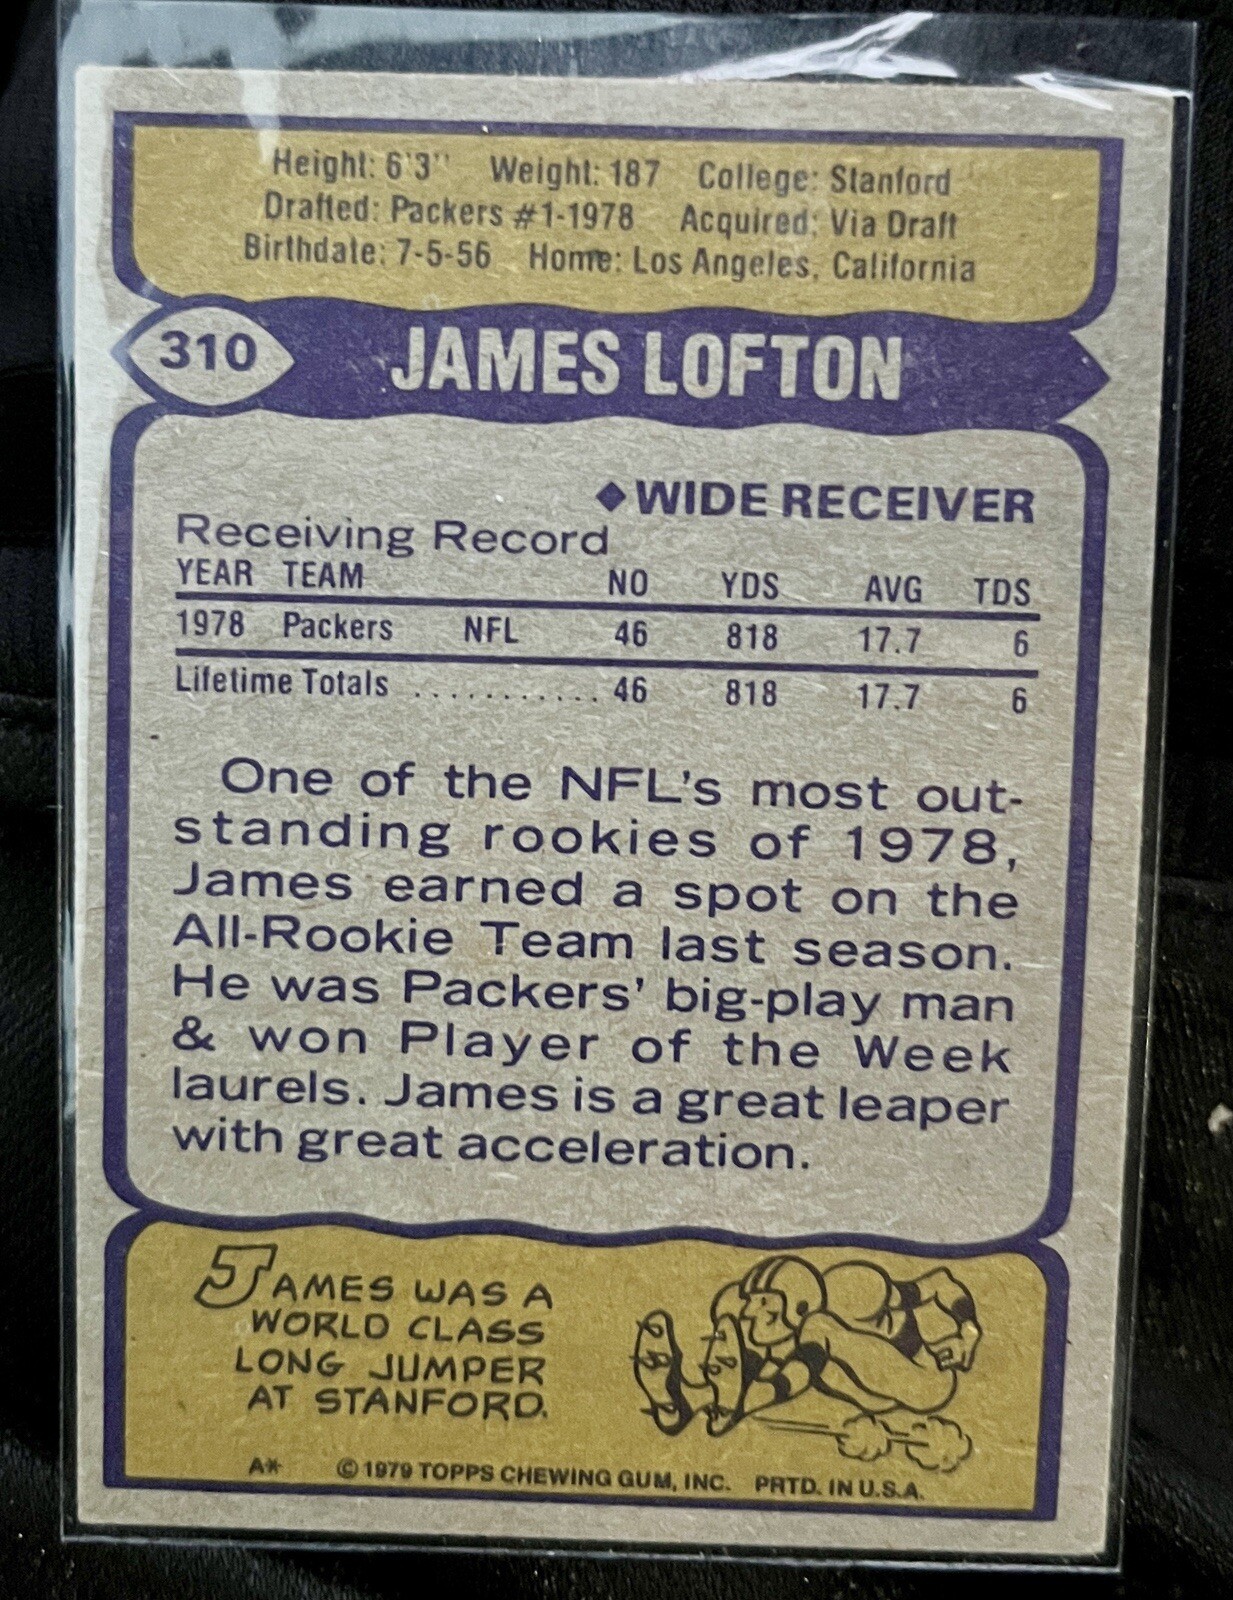 Height: 6'3'' Weight: 187 College: Stanford
Drafted: Packers #1-1978 Acquired: Via Draft
Birthdate: 7-5-56 Home: Los Angeles, California
310 JAMES LOFTON
◆WIDE RECEIVER
Receiving Record
YEAR TEAM NO YDS AVG TDS
1978 Packers NFL 46 818 17.7 6
Lifetime Totals ........... 46 818 17.7 6
One of the NFL's most out-
standing rookies of 1978,
James earned a spot on the
All-Rookie Team last season.
He was Packers' big-play man
& won Player of the Week
laurels. James is a great leaper
with great acceleration.
JAMES WAS A
WORLD CLASS
LONG JUMPER
AT STANFORD.
A* © 1979 TOPPS CHEWING GUM, INC. PRTD. IN U.S.A.